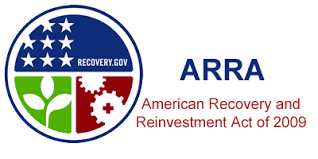 RECOVERY.GOV
ARRA
American Recovery and
Reinvestment Act of 2009